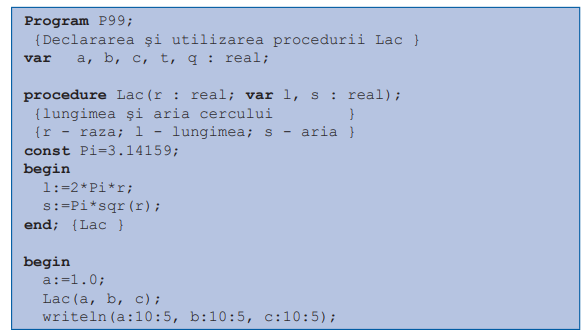 Program P99;
{Declararea şi utilizarea procedurii Lac }
var a, b, c, t, q : real;
procedure Lac(r : real; var l, s : real);
{lungimea şi aria cercului }
{r - raza; l - lungimea; s - aria }
const Pi=3.14159;
begin
l:=2*Pi*r;
s:=Pi*sqr(r);
end; {Lac }
begin
a:=1.0;
Lac(a, b, c);
writeln(a:10:5, b:10:5, c:10:5);